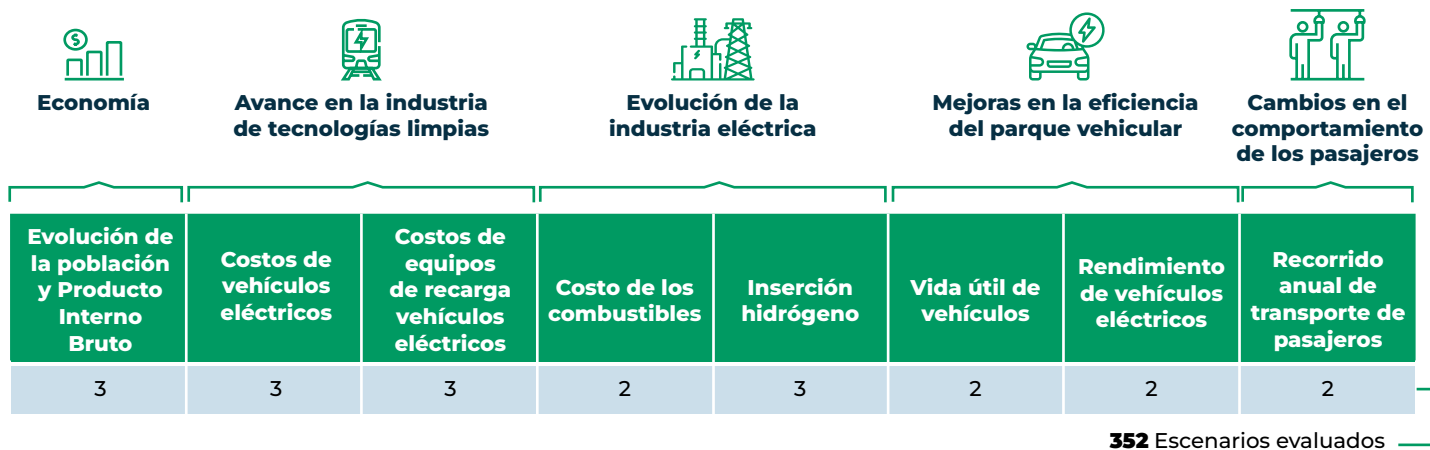 $
Economía
Avance en la industria
de tecnologías limpias
Evolución de la
industria eléctrica
Mejoras en la eficiencia
del parque vehicular
Cambios en el
comportamiento
de los pasajeros
Evolución de
la población
y Producto
Interno
Bruto
Costos de
vehículos
eléctricos
Costos de
equipos
de recarga
vehículos
eléctricos
Costo de los
combustibles
Inserción
hidrógeno
Vida útil de
vehículos
Rendimiento
de vehículos
eléctricos
Recorrido
anual de
transporte de
pasajeros
3
3
3
2
3
2
2
2
352 Escenarios evaluados